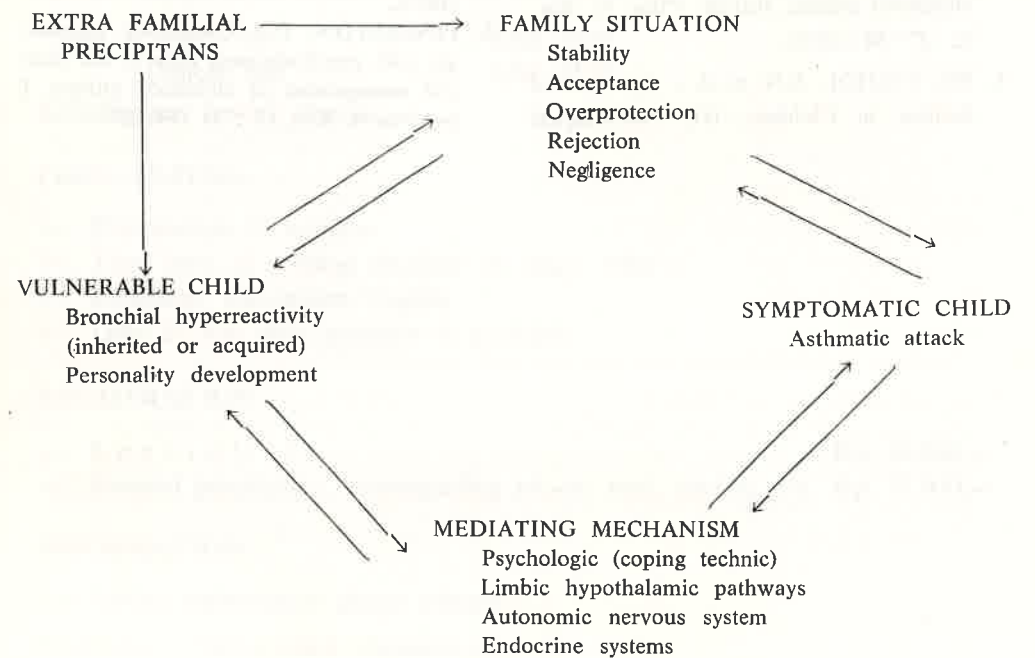 EXTRA FAMILIAL
PRECIPITANS
FAMILY SITUATION
Stability
Acceptance
Overprotection
Rejection
Negligence
VULNERABLE CHILD
Bronchial hyperreactivity
(inherited or acquired)
Personality development
SYMPTOMATIC CHILD
Asthmatic attack
MEDIATING MECHANISM
Psychologic (coping technic)
Limbic hypothalamic pathways
Autonomic nervous system
Endocrine systems